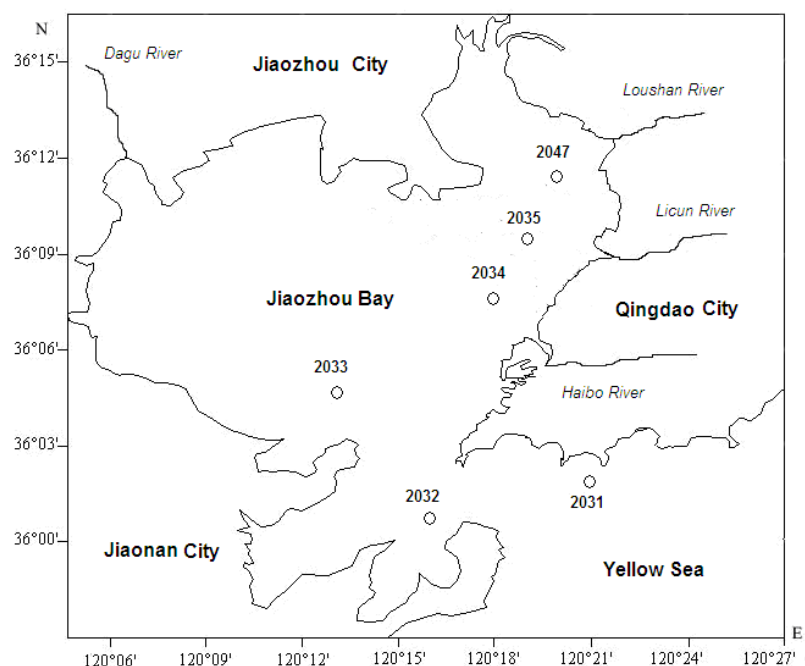 N
Dagu River
Jiaozhou City
36°15'
Loushan River
36°12'
2047
Licun River
2035
36°09'
2034
Jiaozhou Bay
Qingdao City
36°06'
2033
Haibo River
36°03'
2032
2031
36°00'
Jiaonan City
Yellow Sea
E
120°06'
120°09'
120°12'
120°15'
120°18'
120°21'
120°24'
120°27'